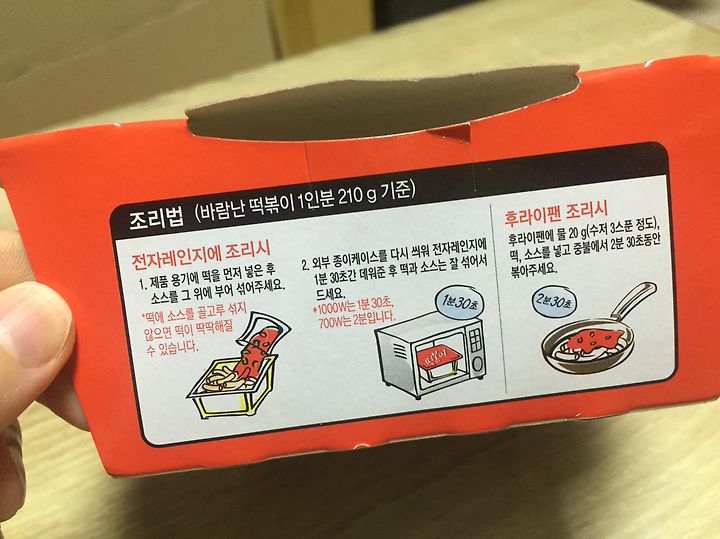 조리법 (바람난 떡볶이 1인분 210 g 기준)
전자레인지에 조리시
1. 제품 용기에 떡을 먼저 넣은 후
소스를 그 위에 부어 섞어주세요.
*떡에 소스를 골고루 섞지
않으면 떡이 딱딱해질
수 있습니다.
2. 외부 종이케이스를 다시 씌워 전자레인지에
1분 30초간 데워준 후 떡과 소스는 잘 섞어서
드세요.
*1000W는 1분 30초,
700W는 2분입니다.
1분 30초
떡볶이
후라이팬 조리시
후라이팬에 물 20 g(수저 3스푼 정도),
떡, 소스를 넣고 중불에서 2분 30초동안
볶아주세요.
2분 30초